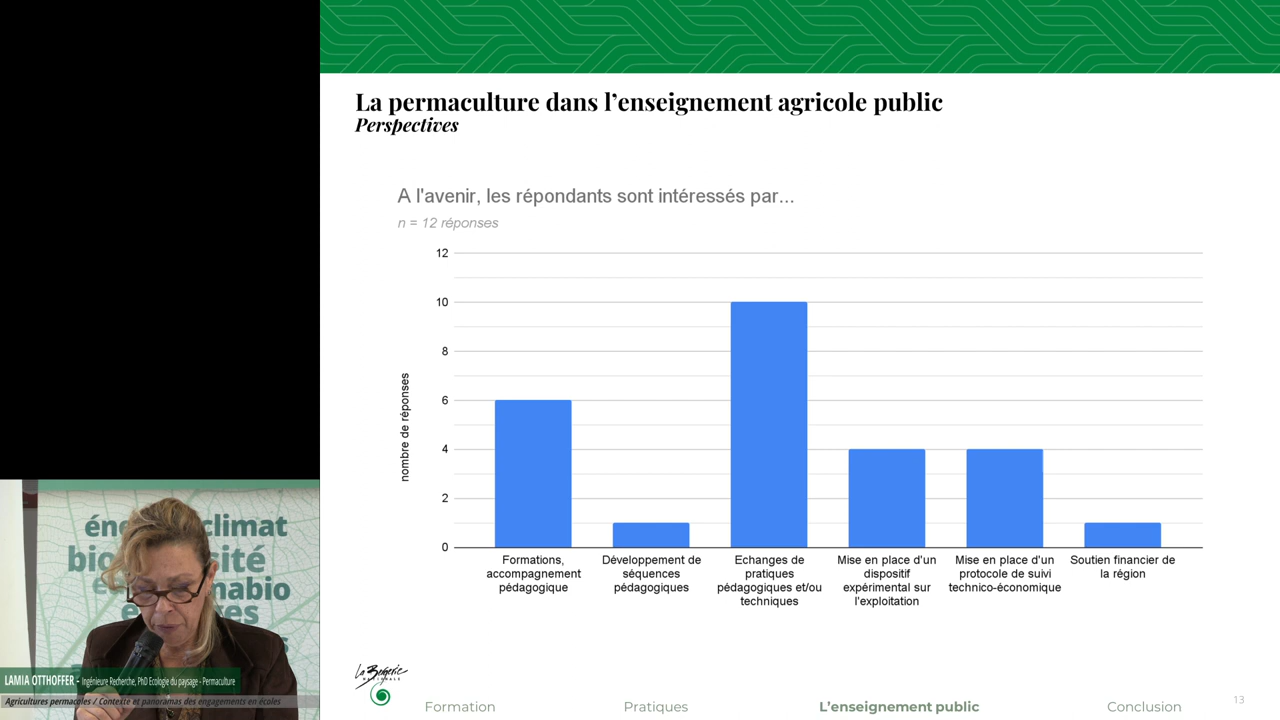 La permaculture dans l'enseignement agricole public
Perspectives
A l'avenir, les répondants sont intéressés par...
n = 12 réponses
nombre de réponses
12
10
8
6
4
2
0
Formations,
accompagnement
pédagogique
Développement de
séquences
pédagogiques
Echanges de
pratiques
pédagogiques et/ou
techniques
Mise en place d'un
dispositif
expérimental sur
l'exploitation
Mise en place d'un
protocole de suivi
technico-économique
Soutien financier de
la région
climat
LAMIA OTTHOFFER - Ingénieure Recherche, PhD Ecologie du paysage - Permaculture
Agricultures permacoles / Contexte et panoramas des engagements en écoles
La Bergerie
NATIONALE
Formation
Pratiques
L'enseignement public
Conclusion
13